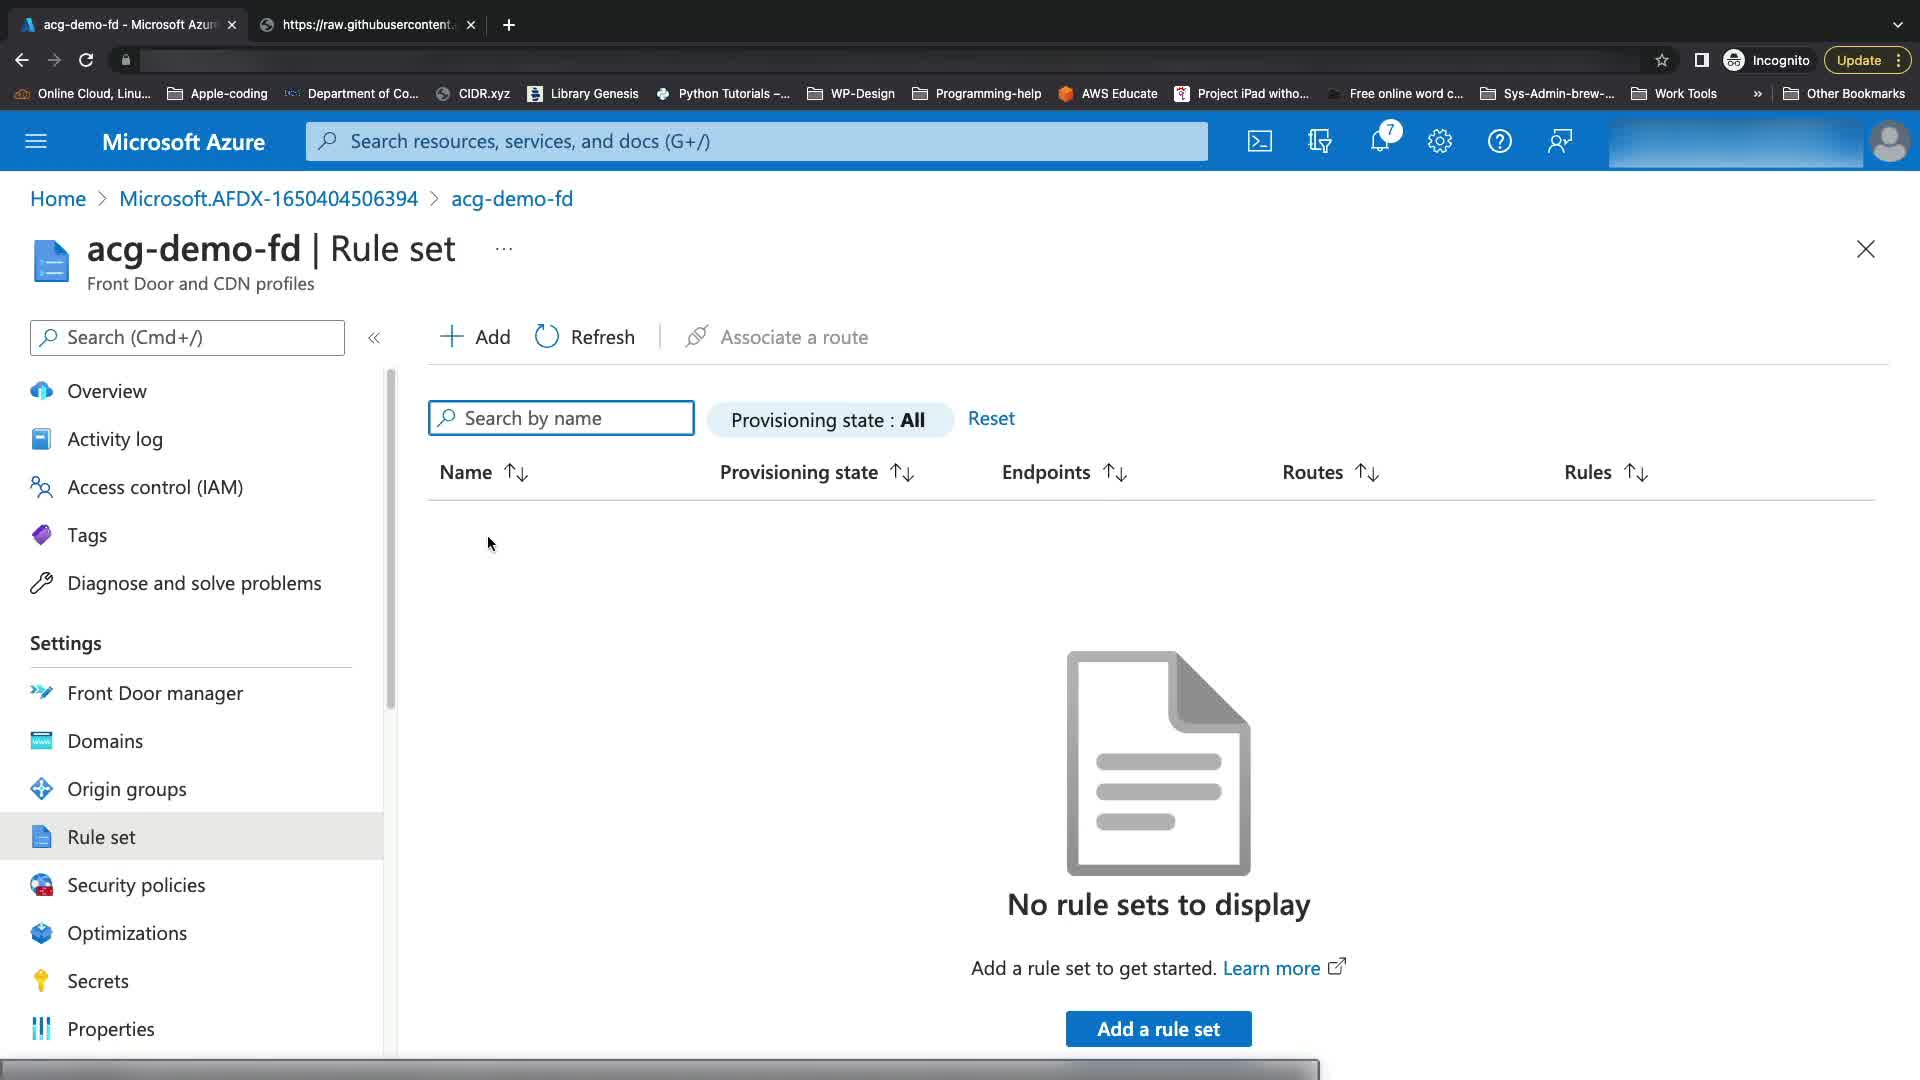 acg-demo-fd - Microsoft Azur
https://raw.githubusercontent.
Incognito
Update
Online Cloud, Linu...
Apple-coding
Department of Co...
CIDR.xyz
Library Genesis
Python Tutorials –...
WP-Design
Programming-help
AWS Educate
Project iPad witho...
Free online word c...
Sys-Admin-brew-...
Work Tools
»
Other Bookmarks
Microsoft Azure
Search resources, services, and docs (G+/)
7
Home > Microsoft.AFDX-1650404506394 > acg-demo-fd
acg-demo-fd | Rule set ...
Front Door and CDN profiles
Search (Cmd+/)
«
Overview
Activity log
Access control (IAM)
Tags
Diagnose and solve problems
Settings
Front Door manager
Domains
Origin groups
Rule set
Security policies
Optimizations
Secrets
Properties
Add
Refresh
Associate a route
Search by name
Provisioning state : All
Reset
Name
Provisioning state
Endpoints
Routes
Rules
No rule sets to display
Add a rule set to get started. Learn more
Add a rule set